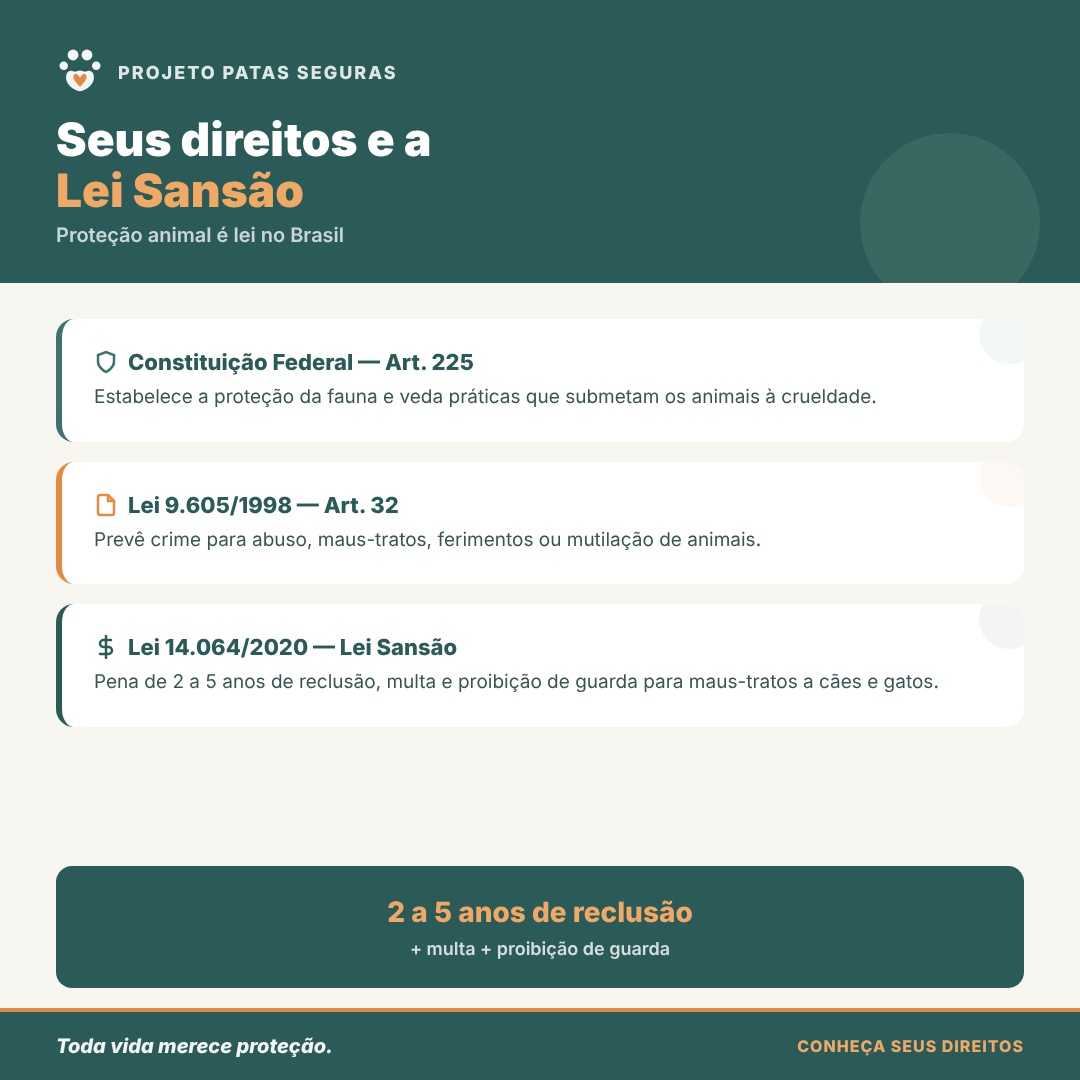 PROJETO PATAS SEGURAS
Seus direitos e a
Lei Sansão
Proteção animal é lei no Brasil
Constituição Federal — Art. 225
Estabelece a proteção da fauna e veda práticas que submetam os animais à crueldade.
Lei 9.605/1998 — Art. 32
Prevê crime para abuso, maus-tratos, ferimentos ou mutilação de animais.
Lei 14.064/2020 — Lei Sansão
Pena de 2 a 5 anos de reclusão, multa e proibição de guarda para maus-tratos a cães e gatos.
2 a 5 anos de reclusão
+ multa + proibição de guarda
Toda vida merece proteção.
CONHEÇA SEUS DIREITOS